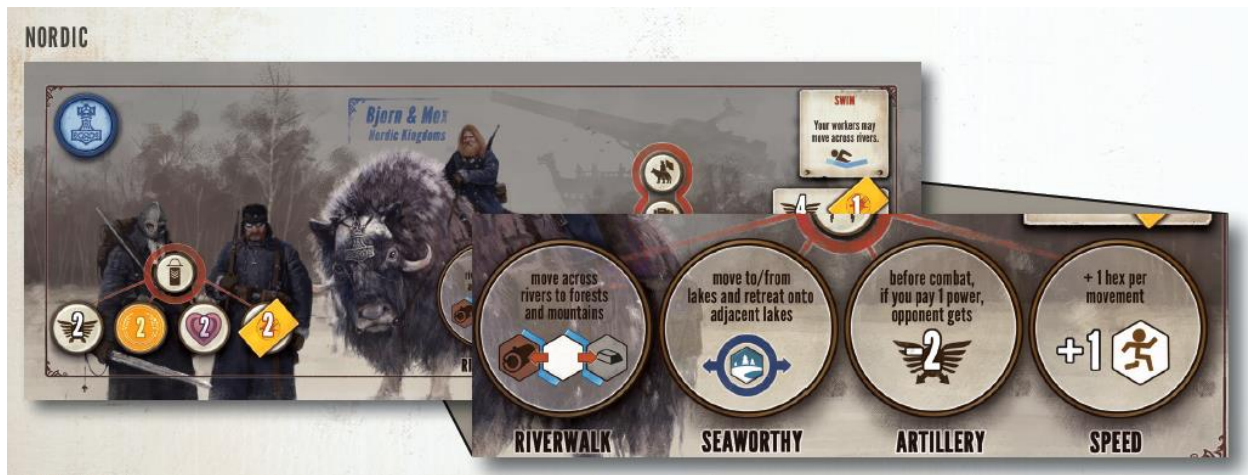 NORDIC
Bjorn & Mox
Nordic Kingdoms
SWIM
Your workers may
move across rivers.
4 1
2 2 2 2
move across
rivers to forests
and mountains
RIVERWALK
move to/from
lakes and retreat onto
adjacent lakes
SEAWORTHY
before combat,
if you pay 1 power,
opponent gets
-2
ARTILLERY
+ 1 hex per
movement
+1
SPEED